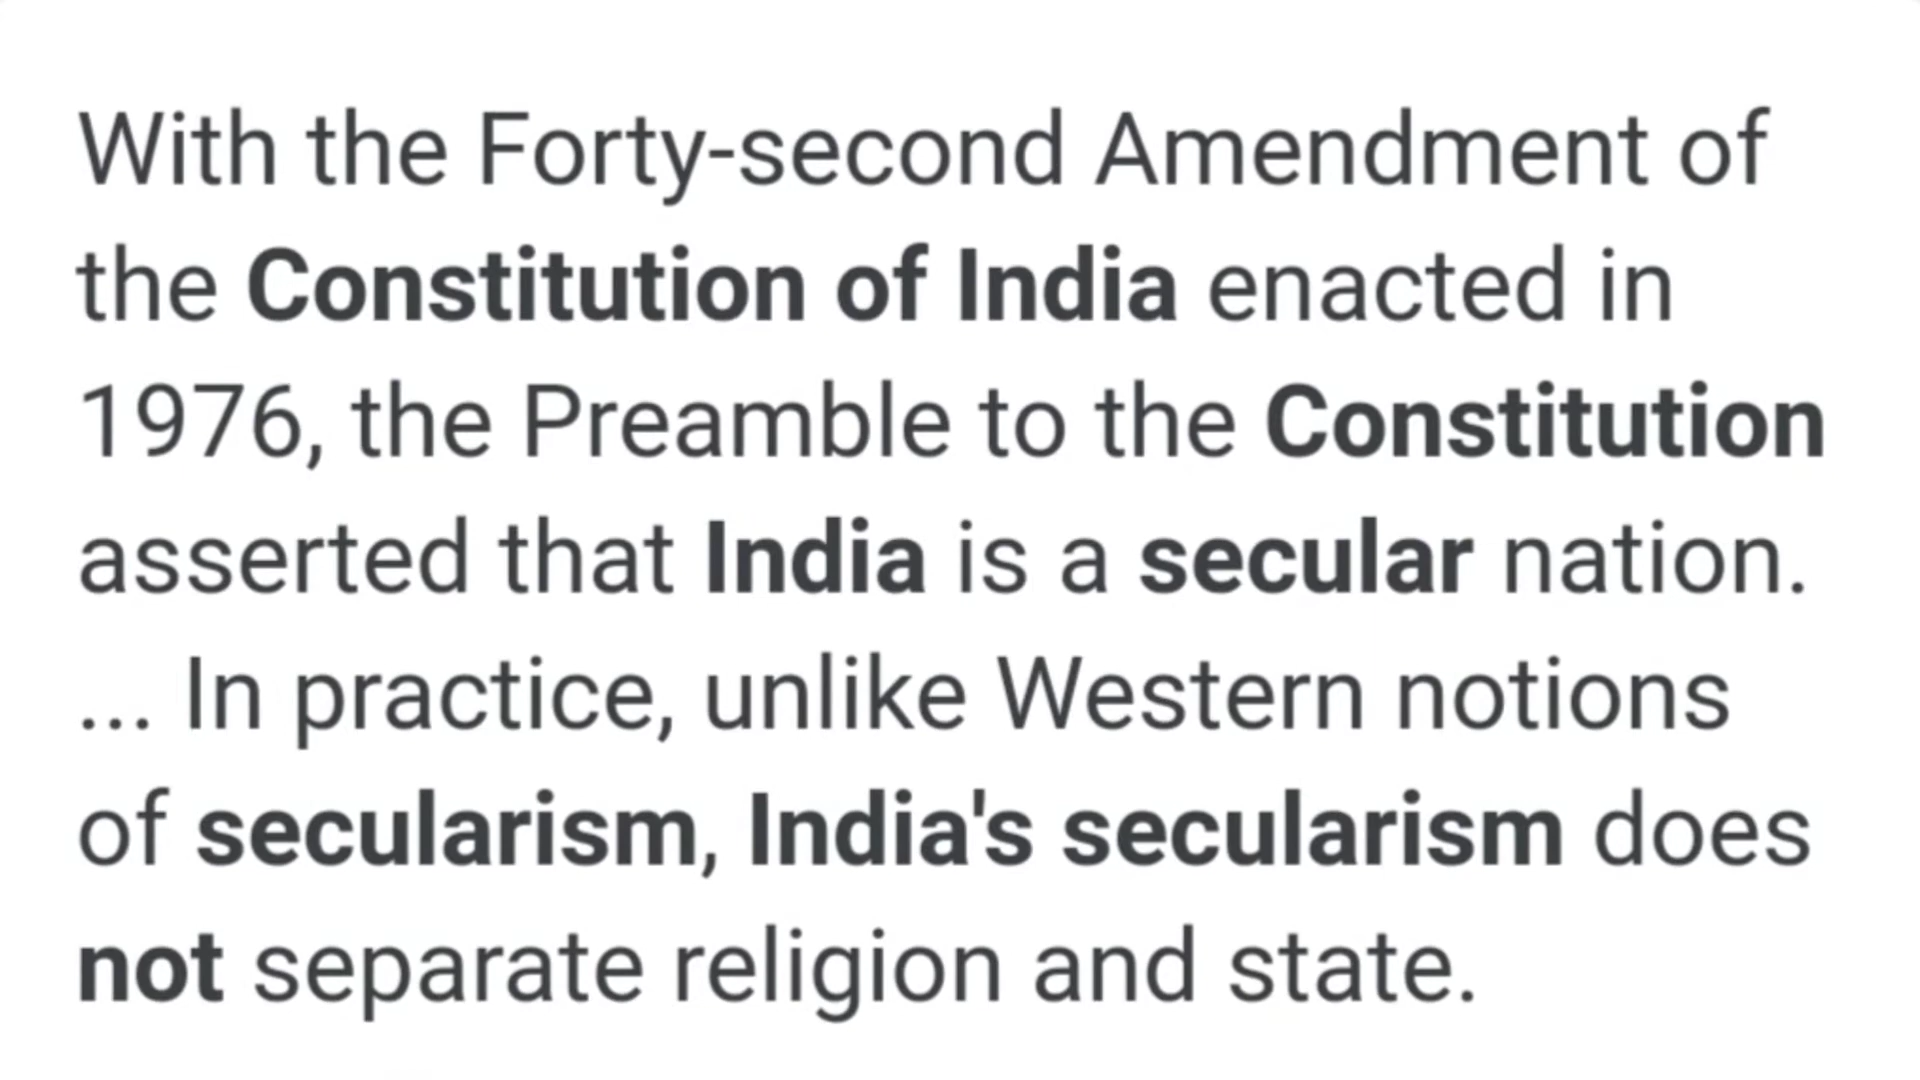 With the Forty-second Amendment of
the Constitution of India enacted in
1976, the Preamble to the Constitution
asserted that India is a secular nation.
... In practice, unlike Western notions
of secularism, India's secularism does
not separate religion and state.